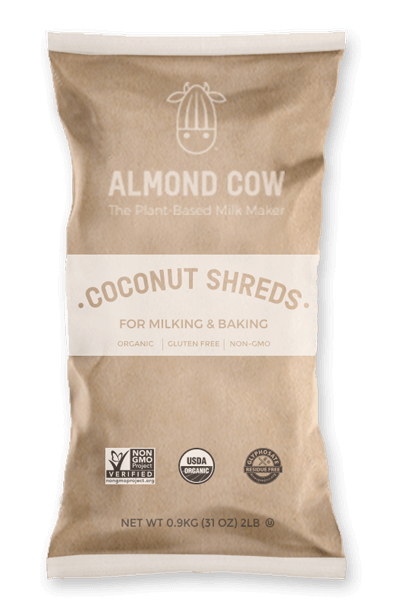 ALMOND COW
The Plant-Based Milk Maker
• COCONUT SHREDS •
FOR MILKING & BAKING
ORGANIC | GLUTEN FREE | NON-GMO
NON
GMO
Project
VERIFIED
nongmoproject.org
USDA
ORGANIC
GLYPHOSATE
RESIDUE FREE
NET WT 0.9KG (31 OZ) 2LB U